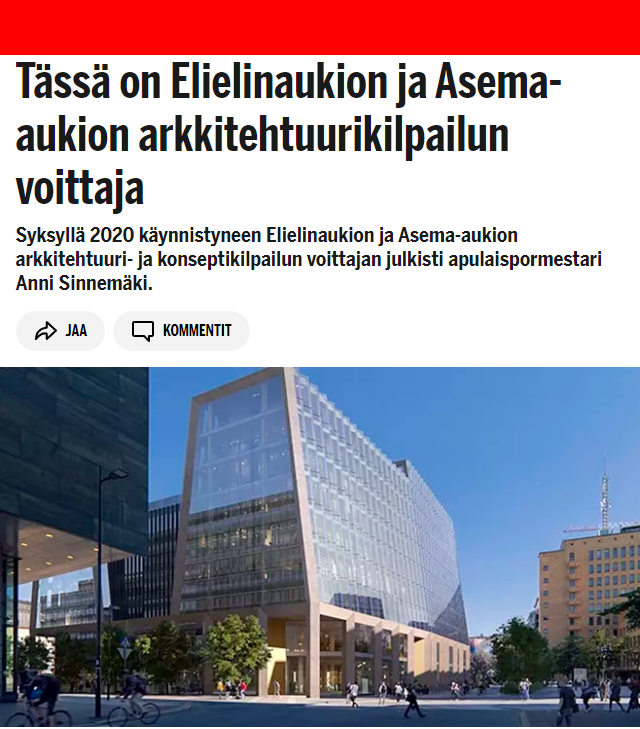 Tässä on Elielinaukion ja Asema-
aukion arkkitehtuurikilpailun
voittaja
Syksyllä 2020 käynnistyneen Elielinaukion ja Asema-aukion
arkkitehtuuri- ja konseptikilpailun voittajan julkisti apulaispormestari
Anni Sinnemäki.
JAA
KOMMENTIT